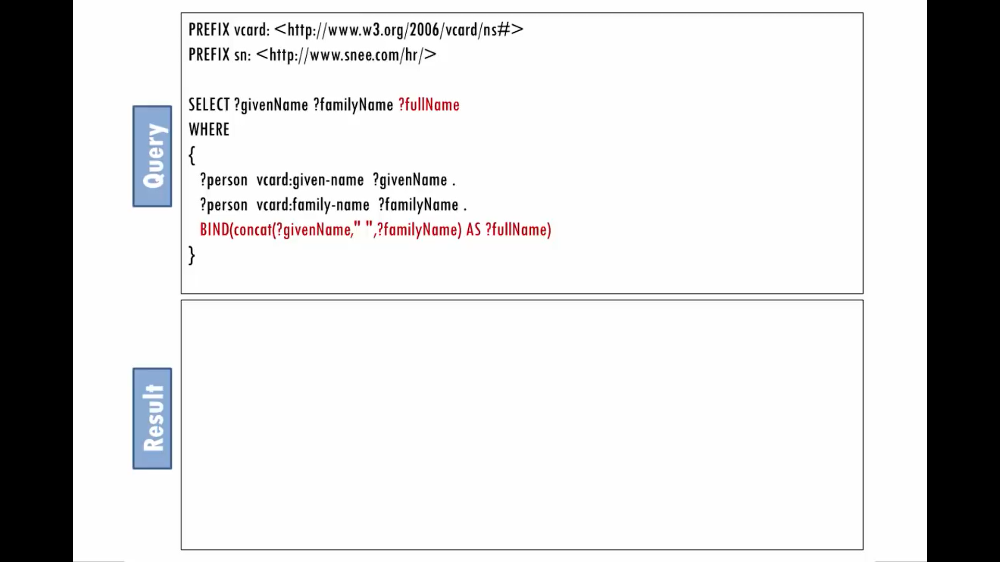 PREFIX vcard: <http://www.w3.org/2006/vcard/ns#>
PREFIX sn: <http://www.snee.com/hr/>
SELECT ?givenName ?familyName ?fullName
WHERE
{
?person vcard:given-name ?givenName .
?person vcard:family-name ?familyName .
BIND(concat(?givenName," ",?familyName) AS ?fullName)
}
Query
Result